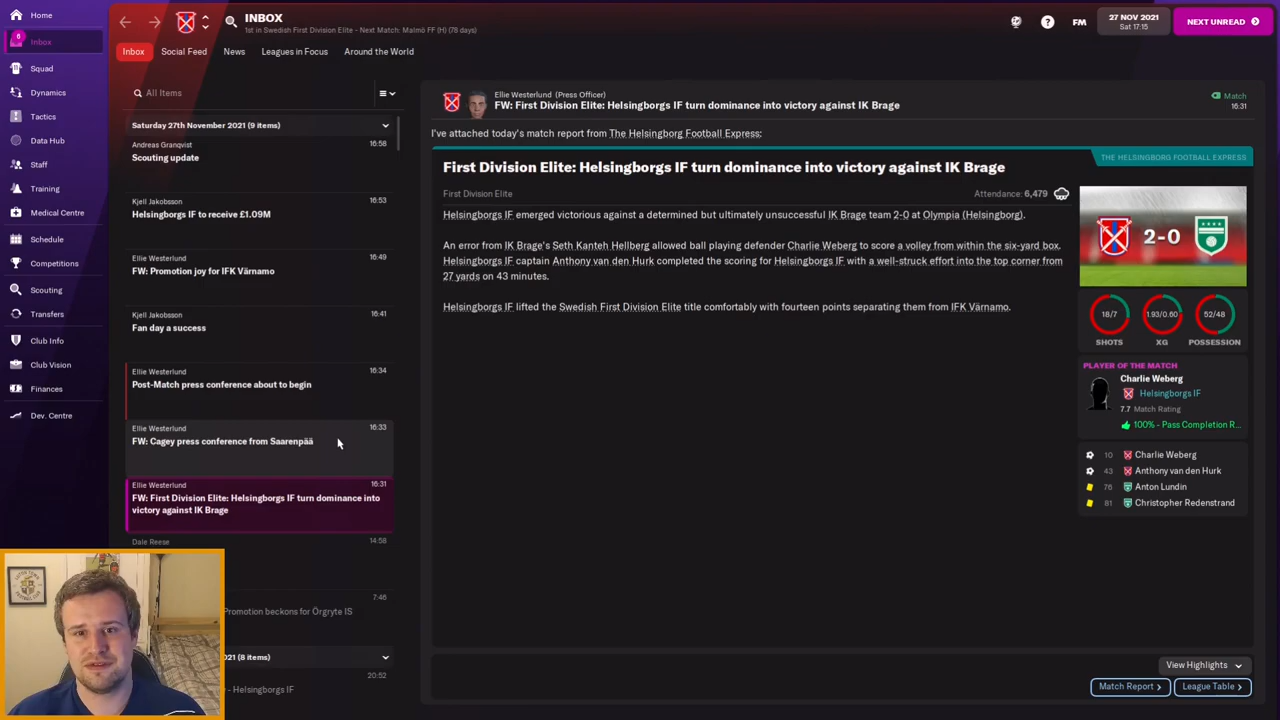 Home
6
Inbox
Squad
Dynamics
Tactics
Data Hub
Staff
Training
Medical Centre
Schedule
Competitions
Scouting
Transfers
Club Info
Club Vision
Finances
Dev. Centre
INBOX
1st in Swedish First Division Elite - Next Match: Malmö FF (H) (78 days)
?
FM
27 NOV 2021
Sat 17:15
NEXT UNREAD
Inbox
Social Feed
News
Leagues in Focus
Around the World
All Items
Saturday 27th November 2021 (9 items)
Andreas Granqvist
16:58
Scouting update
Kjell Jakobsson
16:53
Helsingborgs IF to receive £1.09M
Ellie Westerlund
16:49
FW: Promotion joy for IFK Värnamo
Kjell Jakobsson
16:41
Fan day a success
Ellie Westerlund
16:34
Post-Match press conference about to begin
Ellie Westerlund
16:33
FW: Cagey press conference from Saarenpää
Ellie Westerlund
16:31
FW: First Division Elite: Helsingborgs IF turn dominance into
victory against IK Brage
Dale Reese
14:58
7:46
Promotion beckons for Örgryte IS
021 (8 items)
20:52
- Helsingborgs IF
Ellie Westerlund (Press Officer)
FW: First Division Elite: Helsingborgs IF turn dominance into victory against IK Brage
Match
16:31
I've attached today's match report from The Helsingborg Football Express:
THE HELSINGBORG FOOTBALL EXPRESS
First Division Elite: Helsingborgs IF turn dominance into victory against IK Brage
First Division Elite
Attendance: 6,479
Helsingborgs IF emerged victorious against a determined but ultimately unsuccessful IK Brage team 2-0 at Olympia (Helsingborg).
An error from IK Brage's Seth Kanteh Hellberg allowed ball playing defender Charlie Weberg to score a volley from within the six-yard box.
Helsingborgs IF captain Anthony van den Hurk completed the scoring for Helsingborgs IF with a well-struck effort into the top corner from
27 yards on 43 minutes.
Helsingborgs IF lifted the Swedish First Division Elite title comfortably with fourteen points separating them from IFK Värnamo.
2-0
18/7
1.93/0.60
52/48
SHOTS
XG
POSSESSION
PLAYER OF THE MATCH
Charlie Weberg
Helsingborgs IF
7.7 Match Rating
100% - Pass Completion R...
10 Charlie Weberg
43 Anthony van den Hurk
76 Anton Lundin
81 Christopher Redenstrand
View Highlights
Match Report
League Table